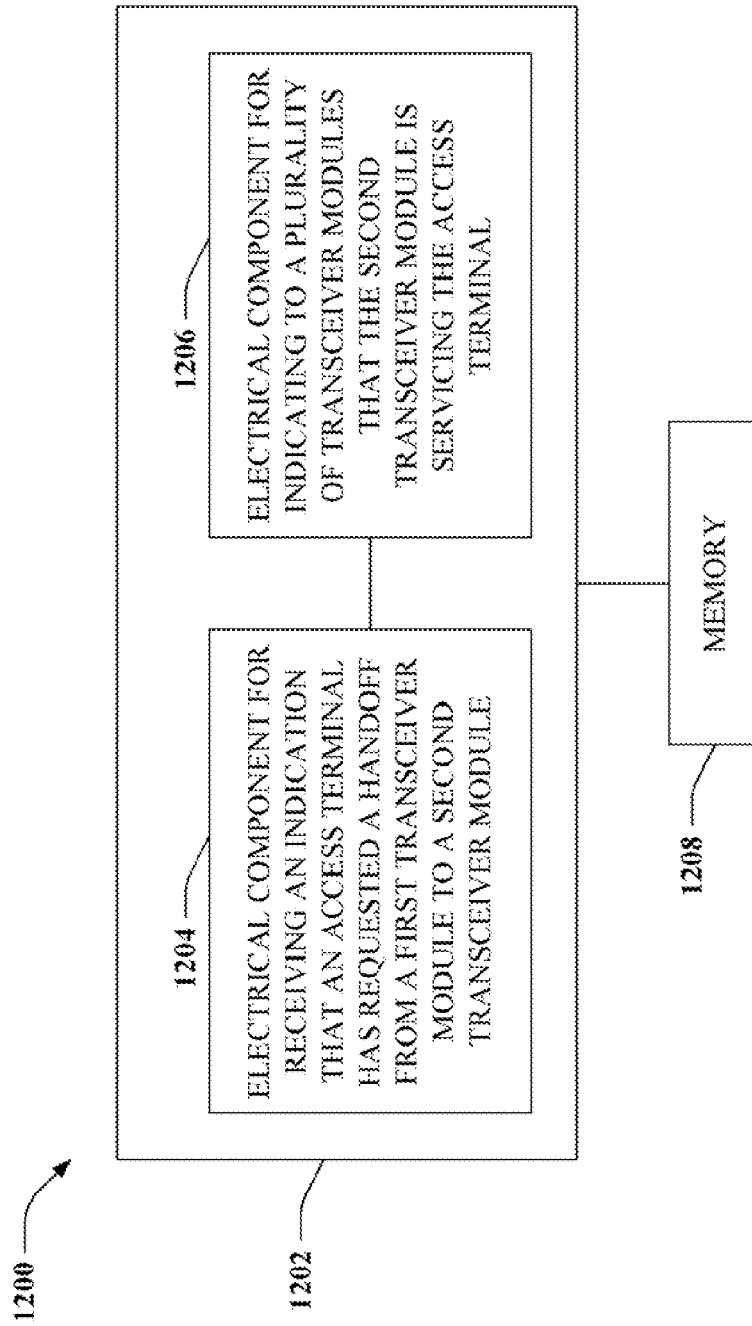 1200
1202
1204
ELECTRICAL COMPONENT FOR
RECEIVING AN INDICATION
THAT AN ACCESS TERMINAL
HAS REQUESTED A HANDOFF
FROM A FIRST TRANSCEIVER
MODULE TO A SECOND
TRANSCEIVER MODULE
1206
ELECTRICAL COMPONENT FOR
INDICATING TO A PLURALITY
OF TRANSCEIVER MODULES
THAT THE SECOND
TRANSCEIVER MODULE IS
SERVICING THE ACCESS
TERMINAL
1208
MEMORY